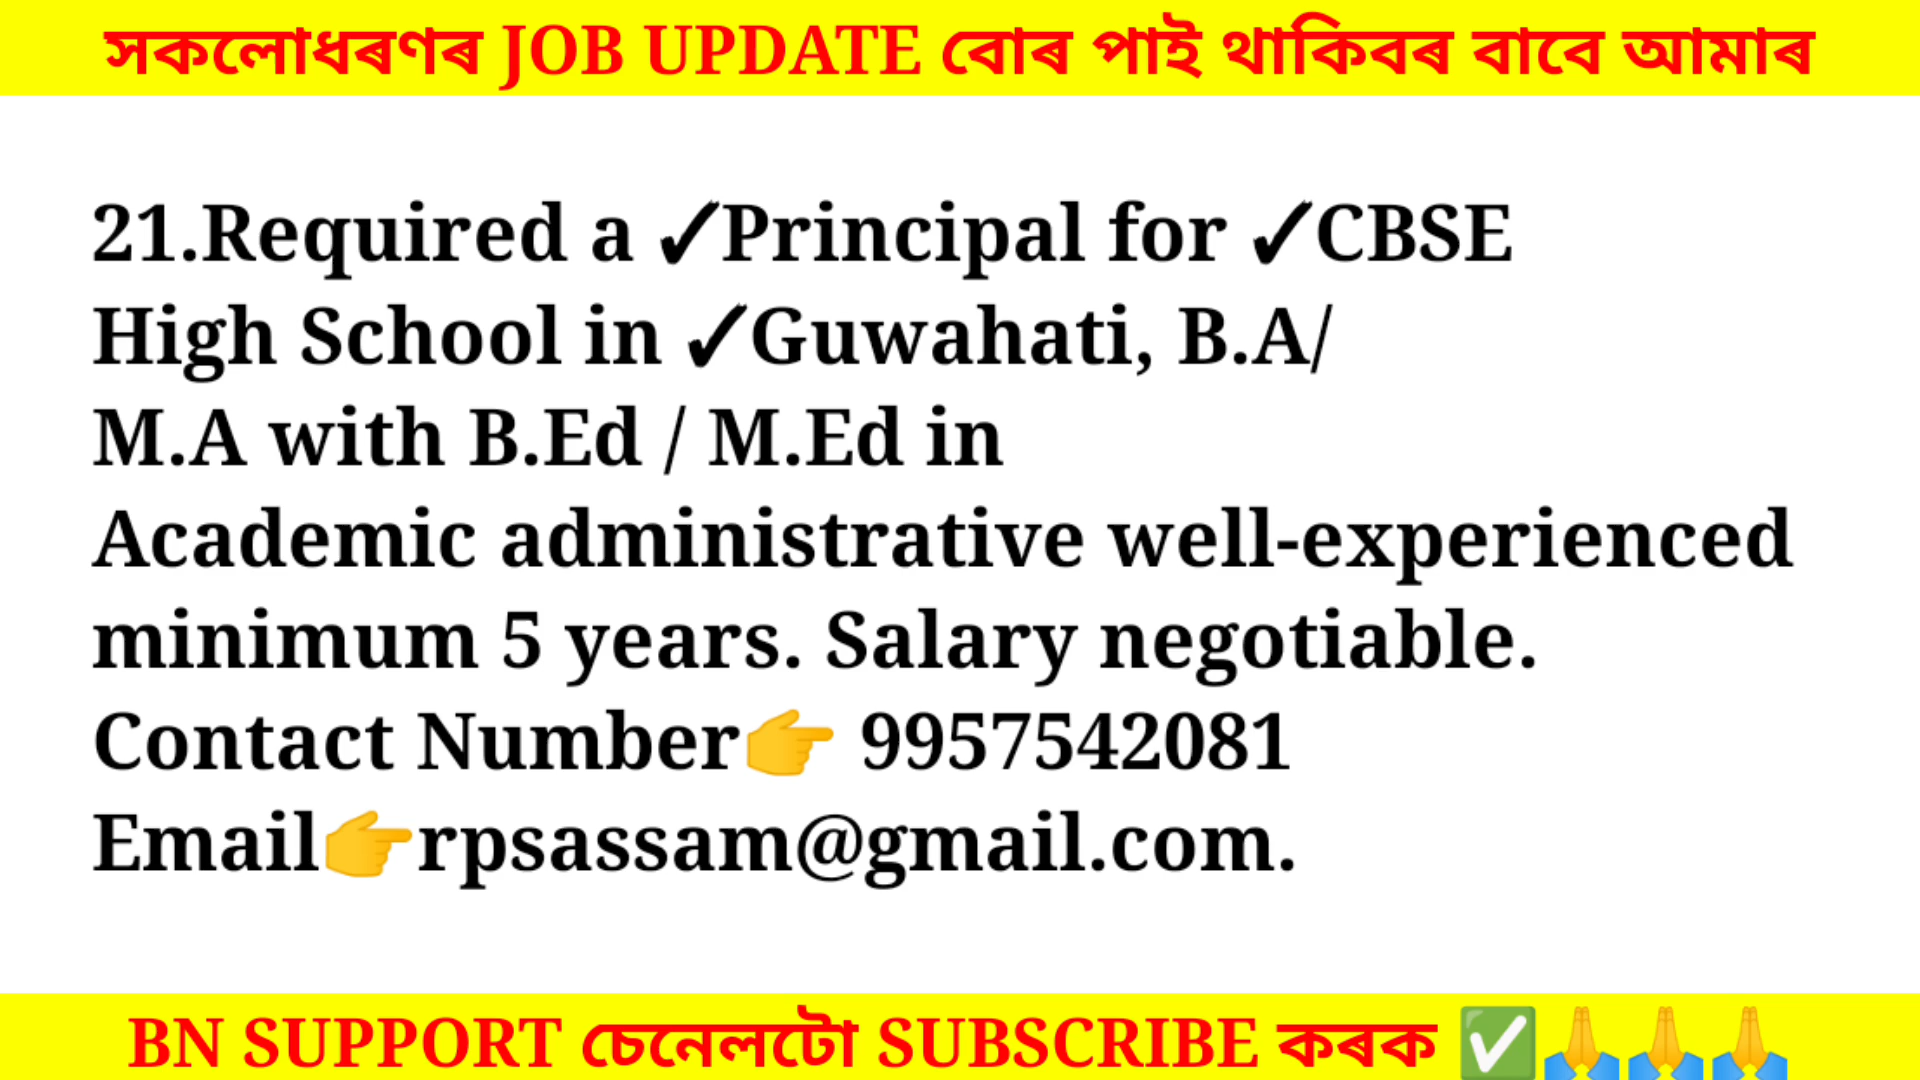 সকলোধৰণৰ JOB UPDATE বোৰ পাই থাকিবৰ বাবে আমাৰ
21.Required a ✓Principal for ✓CBSE
High School in ✓Guwahati, B.A/
M.A with B.Ed / M.Ed in
Academic administrative well-experienced
minimum 5 years. Salary negotiable.
Contact Number👉 9957542081
Email👉rpsassam@gmail.com.
BN SUPPORT চেনেলটো SUBSCRIBE কৰক ✅🙏🙏🙏